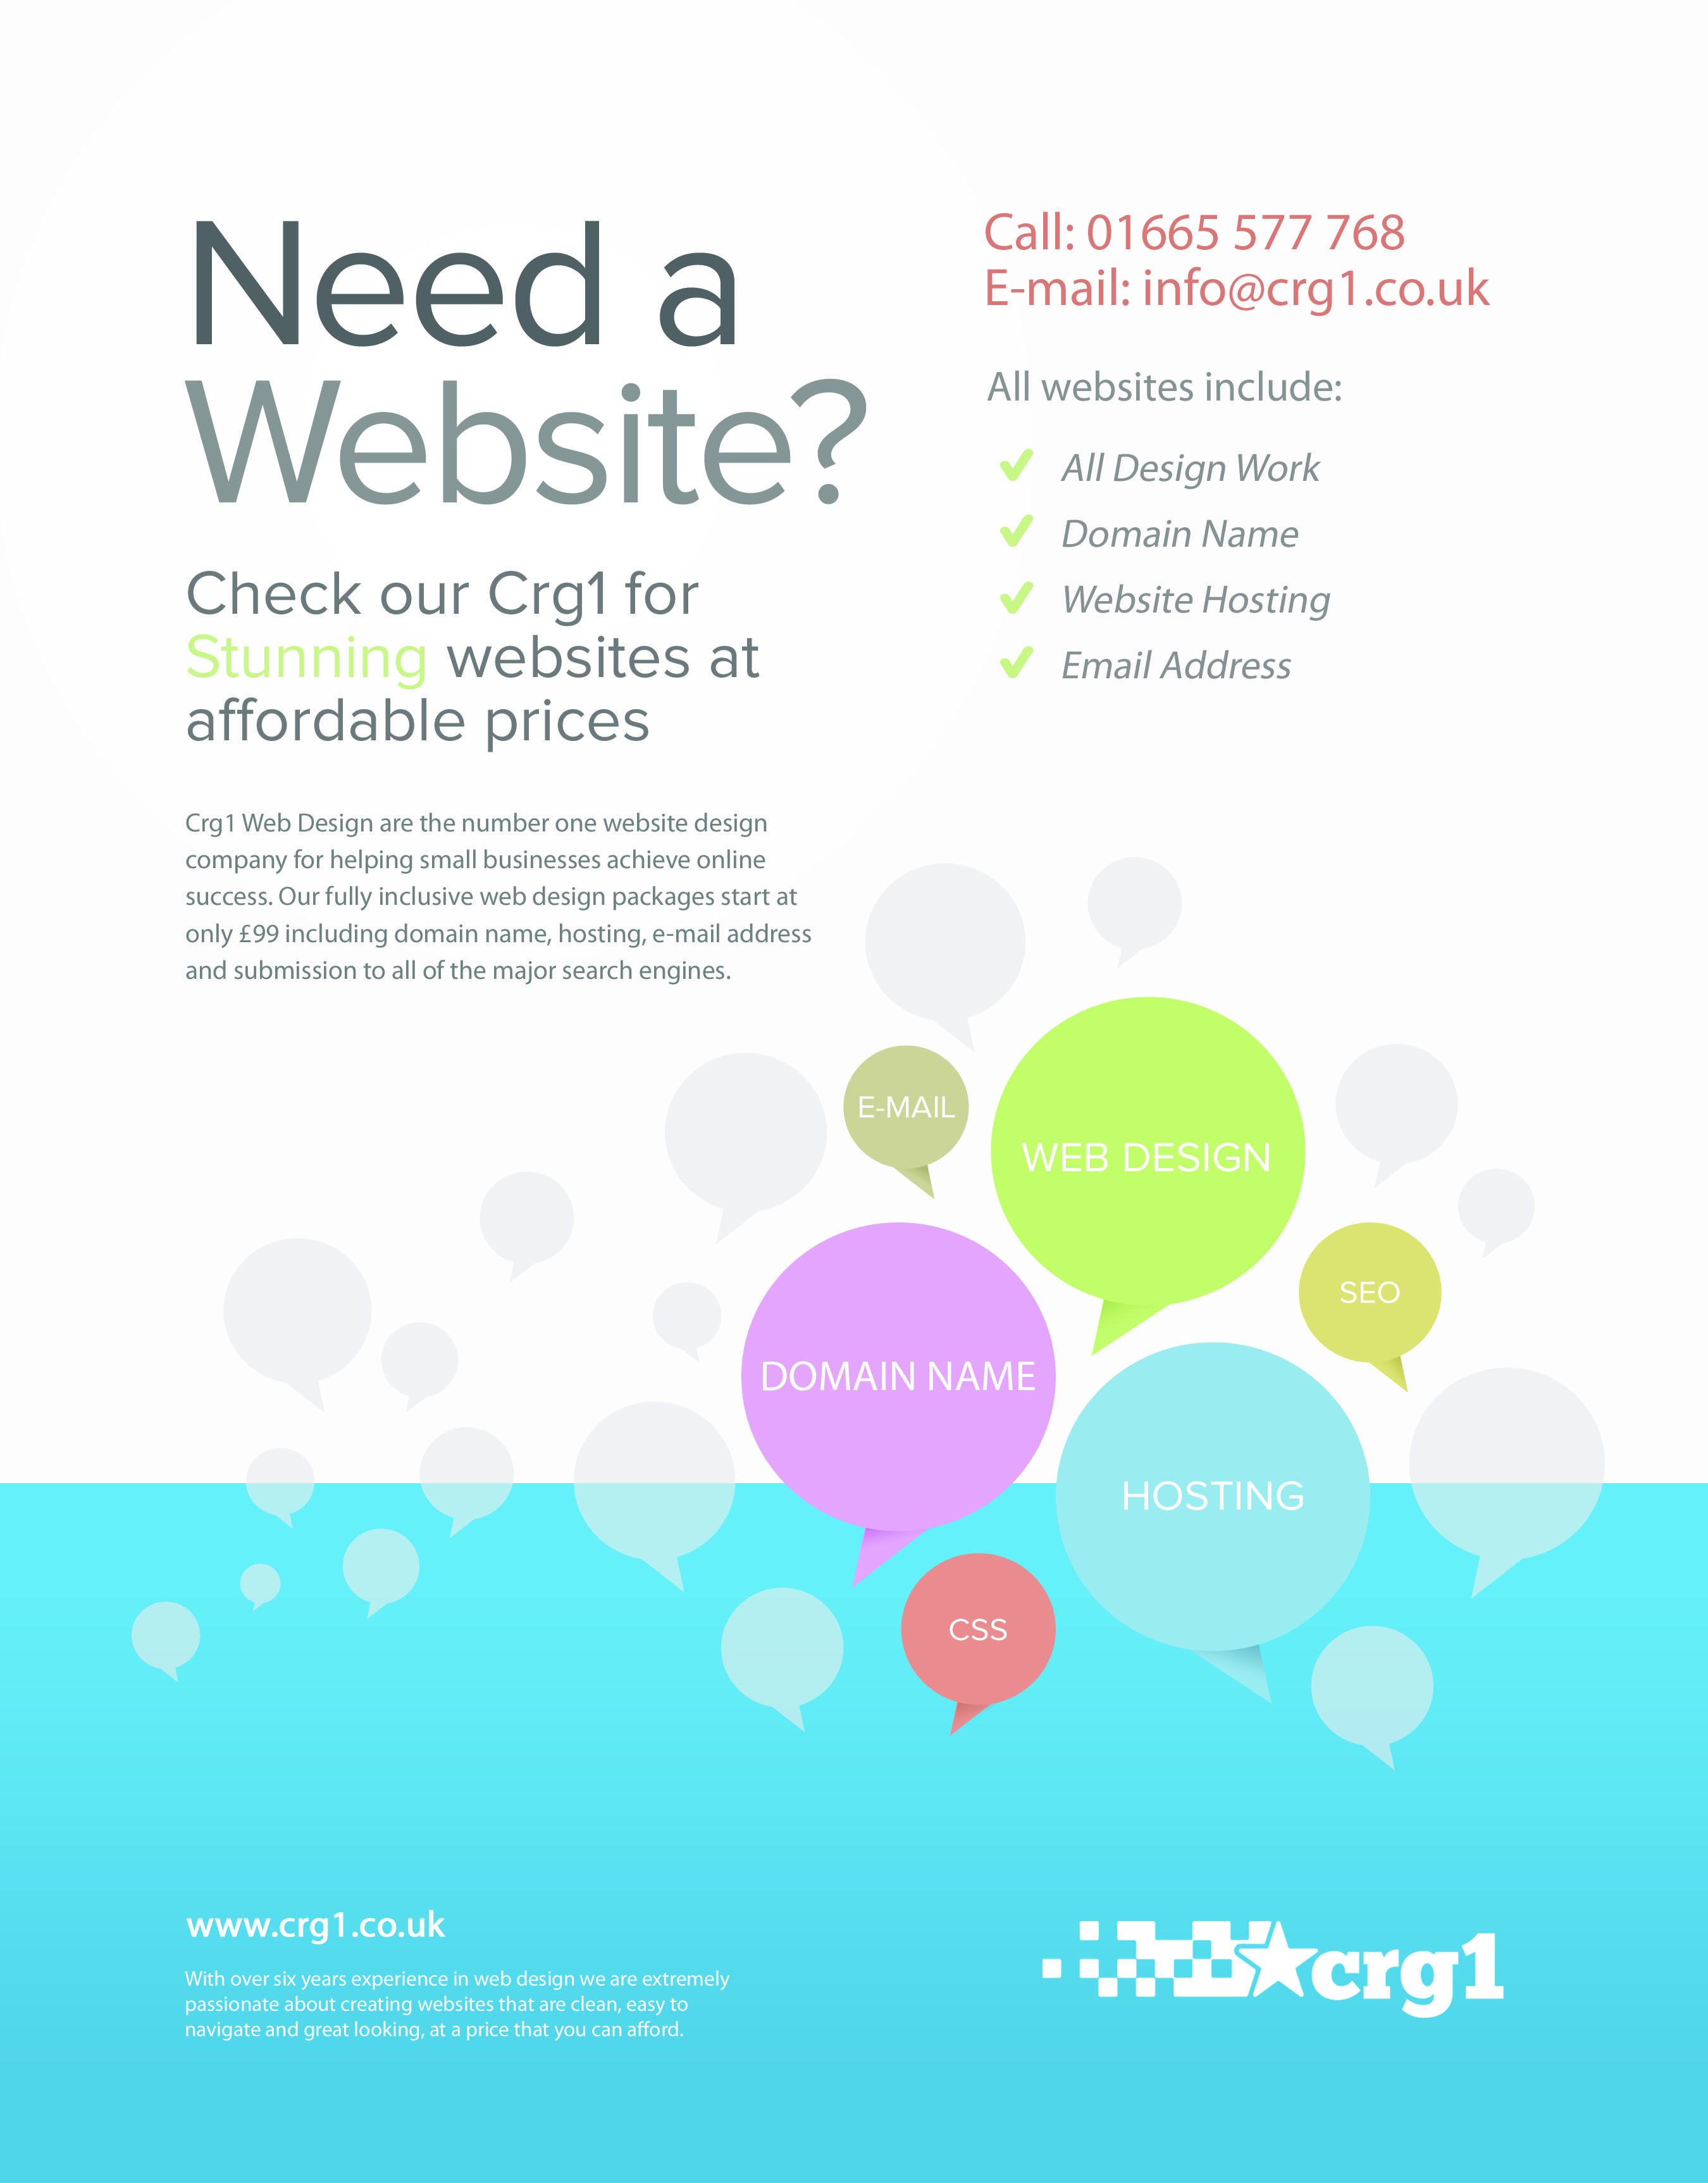 Need a
Website?
Check our Crg1 for
Stunning websites at
affordable prices
Crg1 Web Design are the number one website design
company for helping small businesses achieve online
success. Our fully inclusive web design packages start at
only £99 including domain name, hosting, e-mail address
and submission to all of the major search engines.
Call: 01665 577 768
E-mail: info@crg1.co.uk
All websites include:
All Design Work
Domain Name
Website Hosting
Email Address
E-MAIL
WEB DESIGN
SEO
DOMAIN NAME
HOSTING
CSS
www.crg1.co.uk
With over six years experience in web design we are extremely
passionate about creating websites that are clean, easy to
navigate and great looking, at a price that you can afford.
crg1